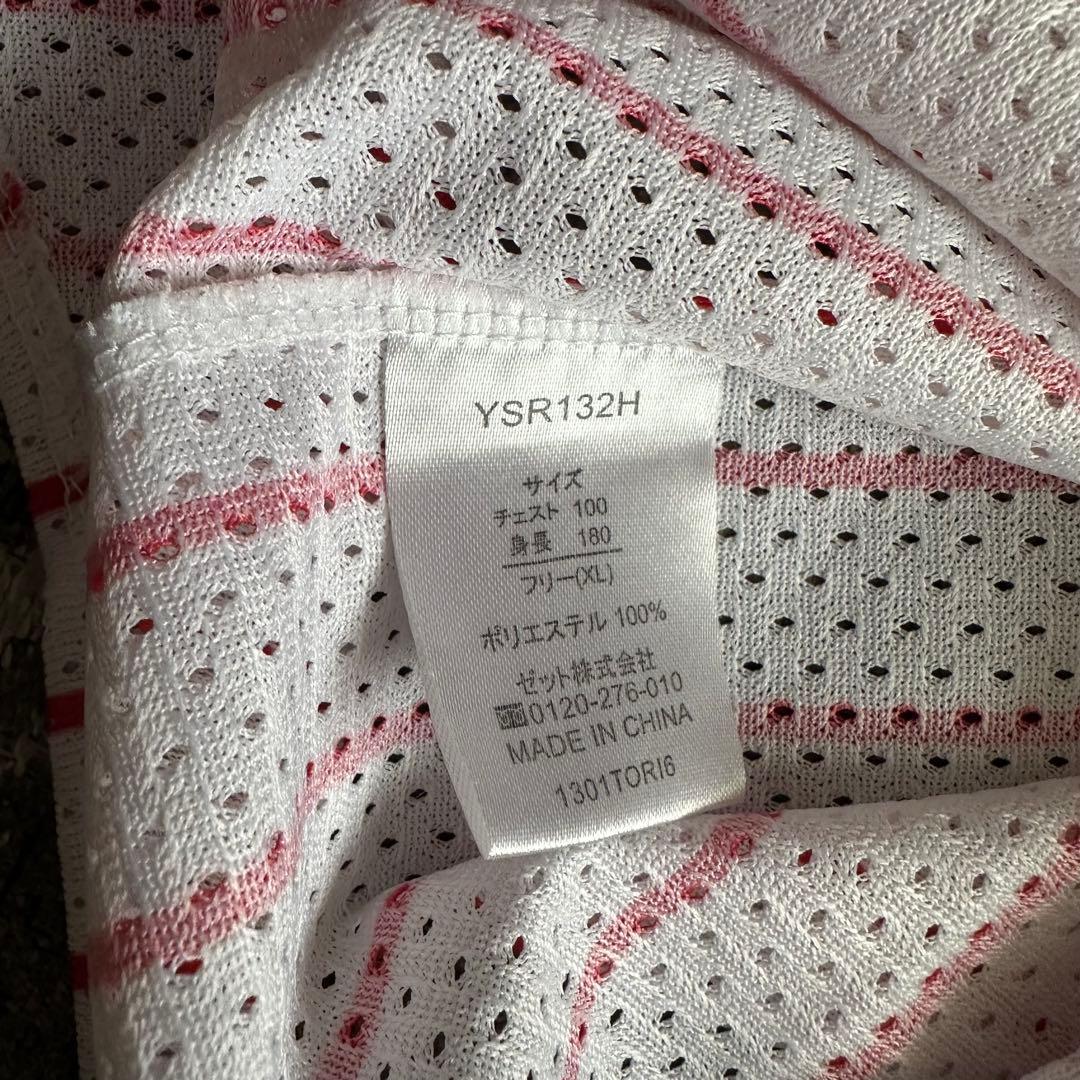 YSR132H
サイズ
チェスト 100
身長 180
フリー(XL)
ポリエステル 100%
ゼット株式会社
0120-276-010
MADE IN CHINA
1301TORI6